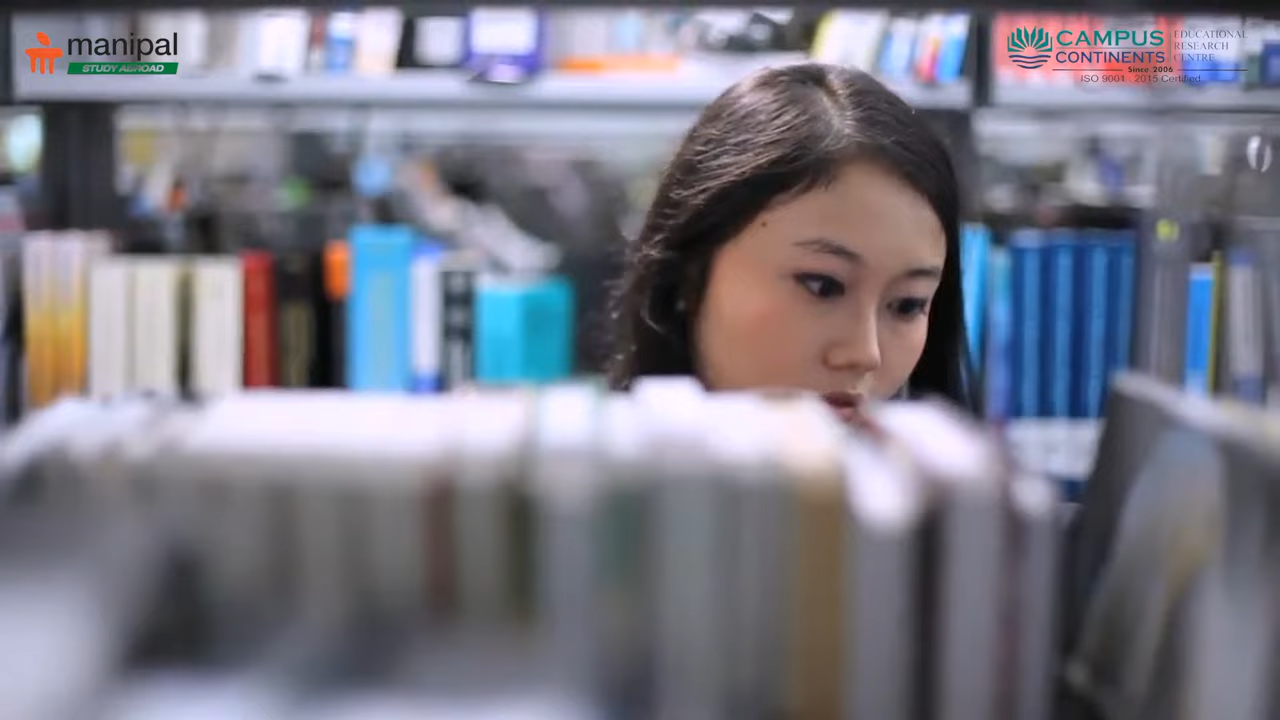 manipal
STUDY ABROAD
CAMPUS
CONTINENTS
EDUCATIONAL
RESEARCH
CENTRE
Since 2006
ISO 9001 : 2015 Certified